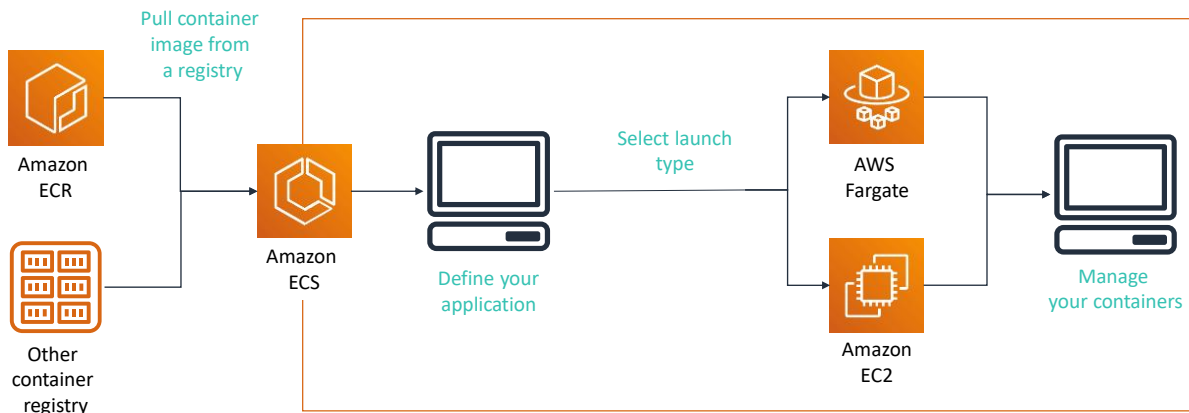 Pull container
image from
a registry
Amazon
ECR
Other
container
registry
Amazon
ECS
Define your
application
Select launch
type
AWS
Fargate
Amazon
EC2
Manage
your containers